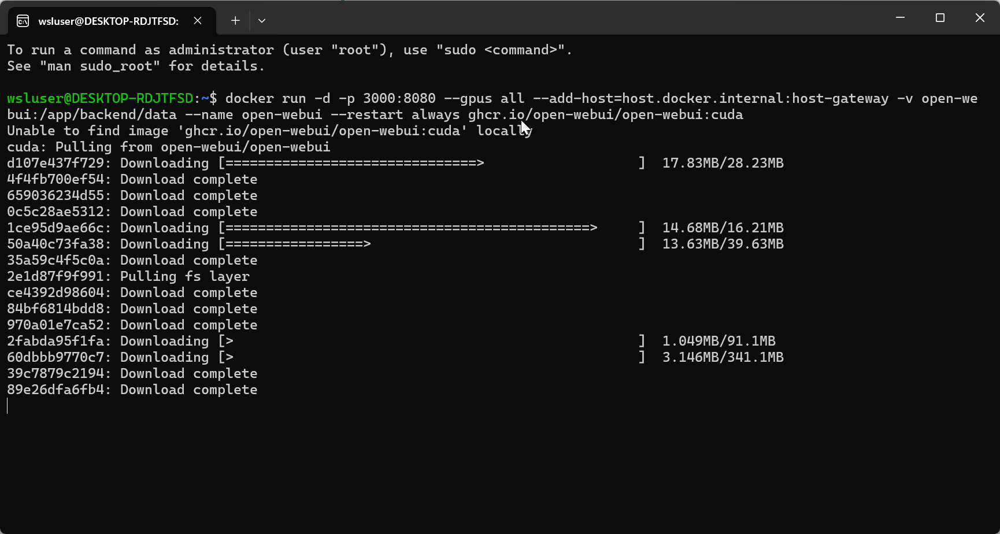 wsluser@DESKTOP-RDJTFSD:
To run a command as administrator (user "root"), use "sudo <command>".
See "man sudo_root" for details.
wsluser@DESKTOP-RDJTFSD:~$ docker run -d -p 3000:8080 --gpus all --add-host=host.docker.internal:host-gateway -v open-we
bui:/app/backend/data --name open-webui --restart always ghcr.io/open-webui/open-webui:cuda
Unable to find image 'ghcr.io/open-webui/open-webui:cuda' locally
cuda: Pulling from open-webui/open-webui
d107e437f729: Downloading [===============================>                    ]  17.83MB/28.23MB
4f4fb700ef54: Download complete
659036234d55: Download complete
0c5c28ae5312: Download complete
1ce95d9ae66c: Downloading [=============================================>     ]  14.68MB/16.21MB
50a40c73fa38: Downloading [=================>                                  ]  13.63MB/39.63MB
35a59c4f5c0a: Download complete
2e1d87f9f991: Pulling fs layer
ce4392d98604: Download complete
84bf6814bdd8: Download complete
970a01e7ca52: Download complete
2fabda95f1fa: Downloading [>                                                  ]  1.049MB/91.1MB
60dbbb9770c7: Downloading [>                                                  ]  3.146MB/341.1MB
39c7879c2194: Download complete
89e26dfa6fb4: Download complete